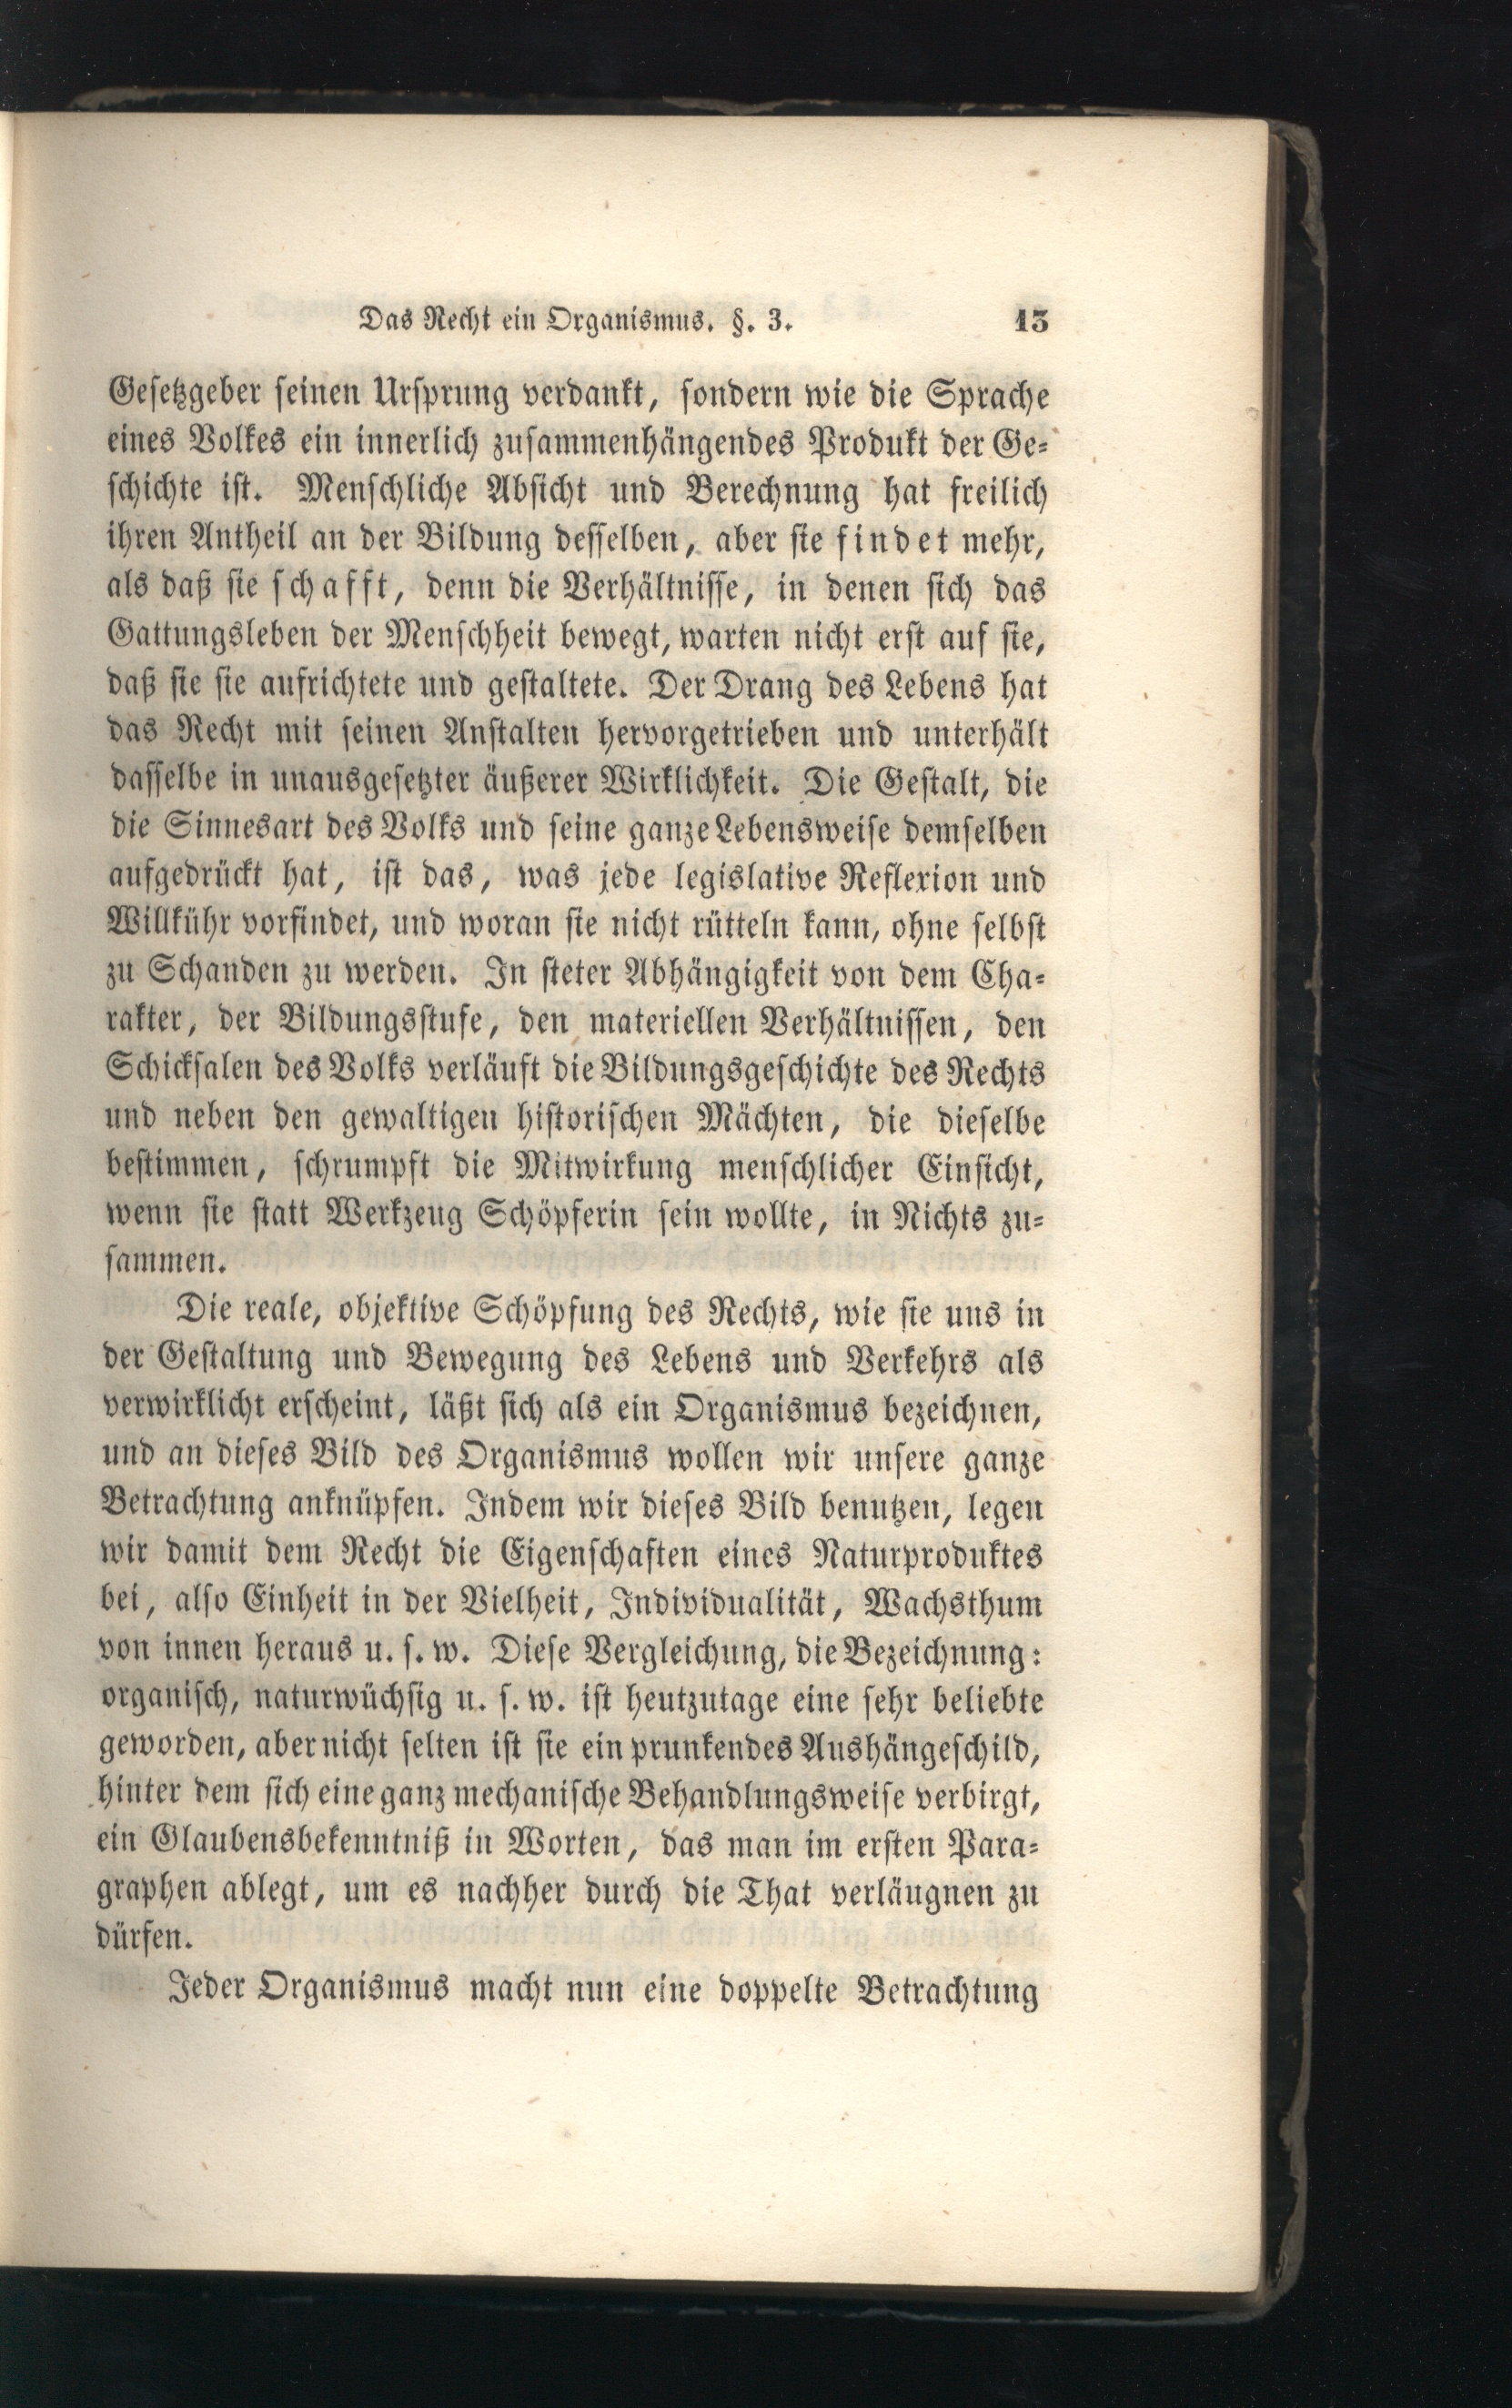 Das Recht ein Organismus. §. 3. 13
Gesetzgeber seinen Ursprung verdankt, sondern wie die Sprache
eines Volkes ein innerlich zusammenhängendes Produkt der Ge-
schichte ist. Menschliche Absicht und Berechnung hat freilich
ihren Antheil an der Bildung desselben, aber sie findet mehr,
als daß sie schafft, denn die Verhältnisse, in denen sich das
Gattungsleben der Menschheit bewegt, warten nicht erst auf sie,
daß sie sie aufrichtete und gestaltete. Der Drang des Lebens hat
das Recht mit seinen Anstalten hervorgetrieben und unterhält
dasselbe in unausgesetzter äußerer Wirklichkeit. Die Gestalt, die
die Sinnesart des Volks und seine ganze Lebensweise demselben
aufgedrückt hat, ist das, was jede legislative Reflexion und
Willkühr vorfindet, und woran sie nicht rütteln kann, ohne selbst
zu Schanden zu werden. In steter Abhängigkeit von dem Cha-
rakter, der Bildungsstufe, den materiellen Verhältnissen, den
Schicksalen des Volks verläuft die Bildungsgeschichte des Rechts
und neben den gewaltigen historischen Mächten, die dieselbe
bestimmen, schrumpft die Mitwirkung menschlicher Einsicht,
wenn sie statt Werkzeug Schöpferin sein wollte, in Nichts zu-
sammen.
Die reale, objektive Schöpfung des Rechts, wie sie uns in
der Gestaltung und Bewegung des Lebens und Verkehrs als
verwirklicht erscheint, läßt sich als ein Organismus bezeichnen,
und an dieses Bild des Organismus wollen wir unsere ganze
Betrachtung anknüpfen. Indem wir dieses Bild benutzen, legen
wir damit dem Recht die Eigenschaften eines Naturproduktes
bei, also Einheit in der Vielheit, Individualität, Wachsthum
von innen heraus u. s. w. Diese Vergleichung, die Bezeichnung:
organisch, naturwüchsig u. s. w. ist heutzutage eine sehr beliebte
geworden, aber nicht selten ist sie ein prunkendes Aushängeschild,
hinter dem sich eine ganz mechanische Behandlungsweise verbirgt,
ein Glaubensbekenntniß in Worten, das man im ersten Para-
graphen ablegt, um es nachher durch die That verläugnen zu
dürfen.
Jeder Organismus macht nun eine doppelte Betrachtung